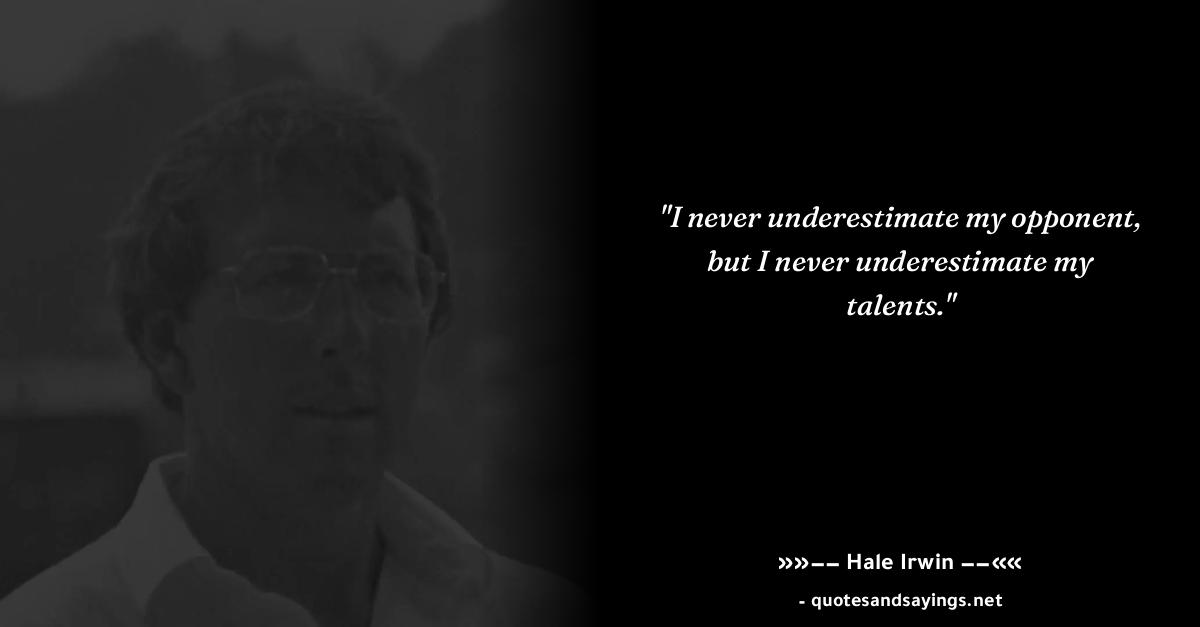 "I never underestimate my opponent,
but I never underestimate my
talents."
»»−− Hale Irwin −−««
- quotesandsayings.net